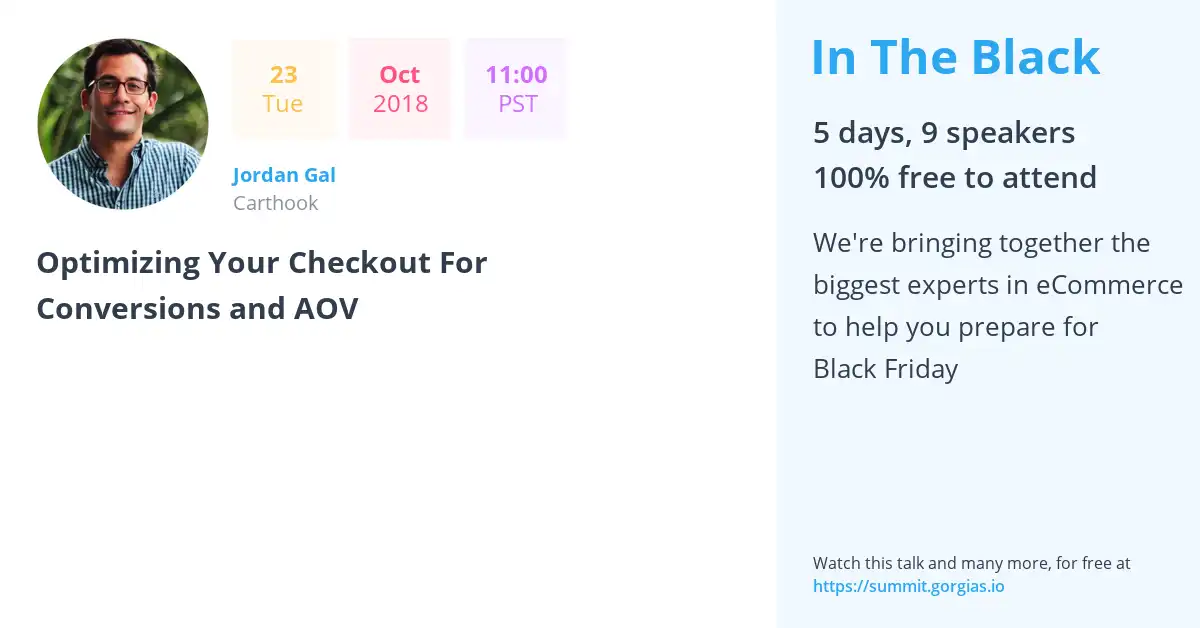 23
Tue
Oct
2018
11:00
PST
Jordan Gal
Carthook
Optimizing Your Checkout For
Conversions and AOV
In The Black
5 days, 9 speakers
100% free to attend
We're bringing together the
biggest experts in eCommerce
to help you prepare for
Black Friday
Watch this talk and many more, for free at
https://summit.gorgias.io